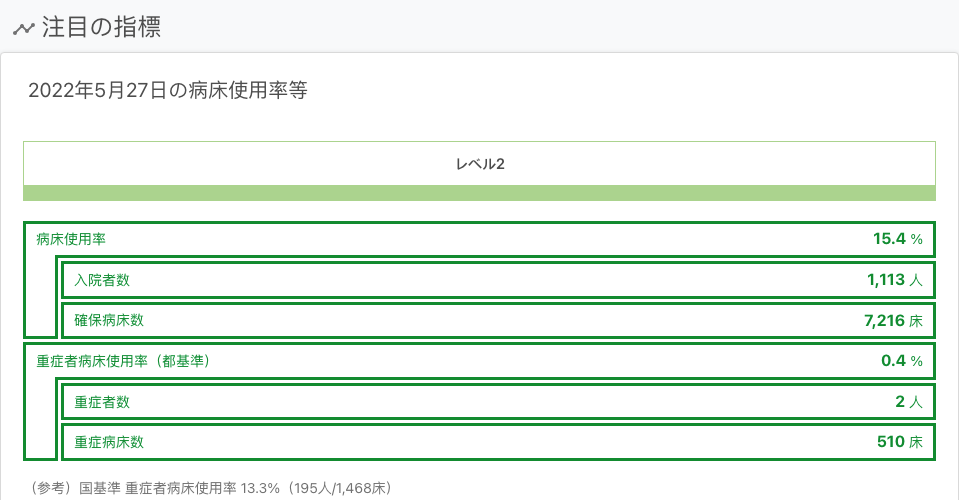 注目の指標
2022年5月27日の病床使用率等
レベル2
病床使用率 15.4 %
入院者数 1,113 人
確保病床数 7,216 床
重症者病床使用率（都基準） 0.4 %
重症者数 2 人
重症病床数 510 床
（参考）国基準 重症者病床使用率 13.3%（195人/1,468床）